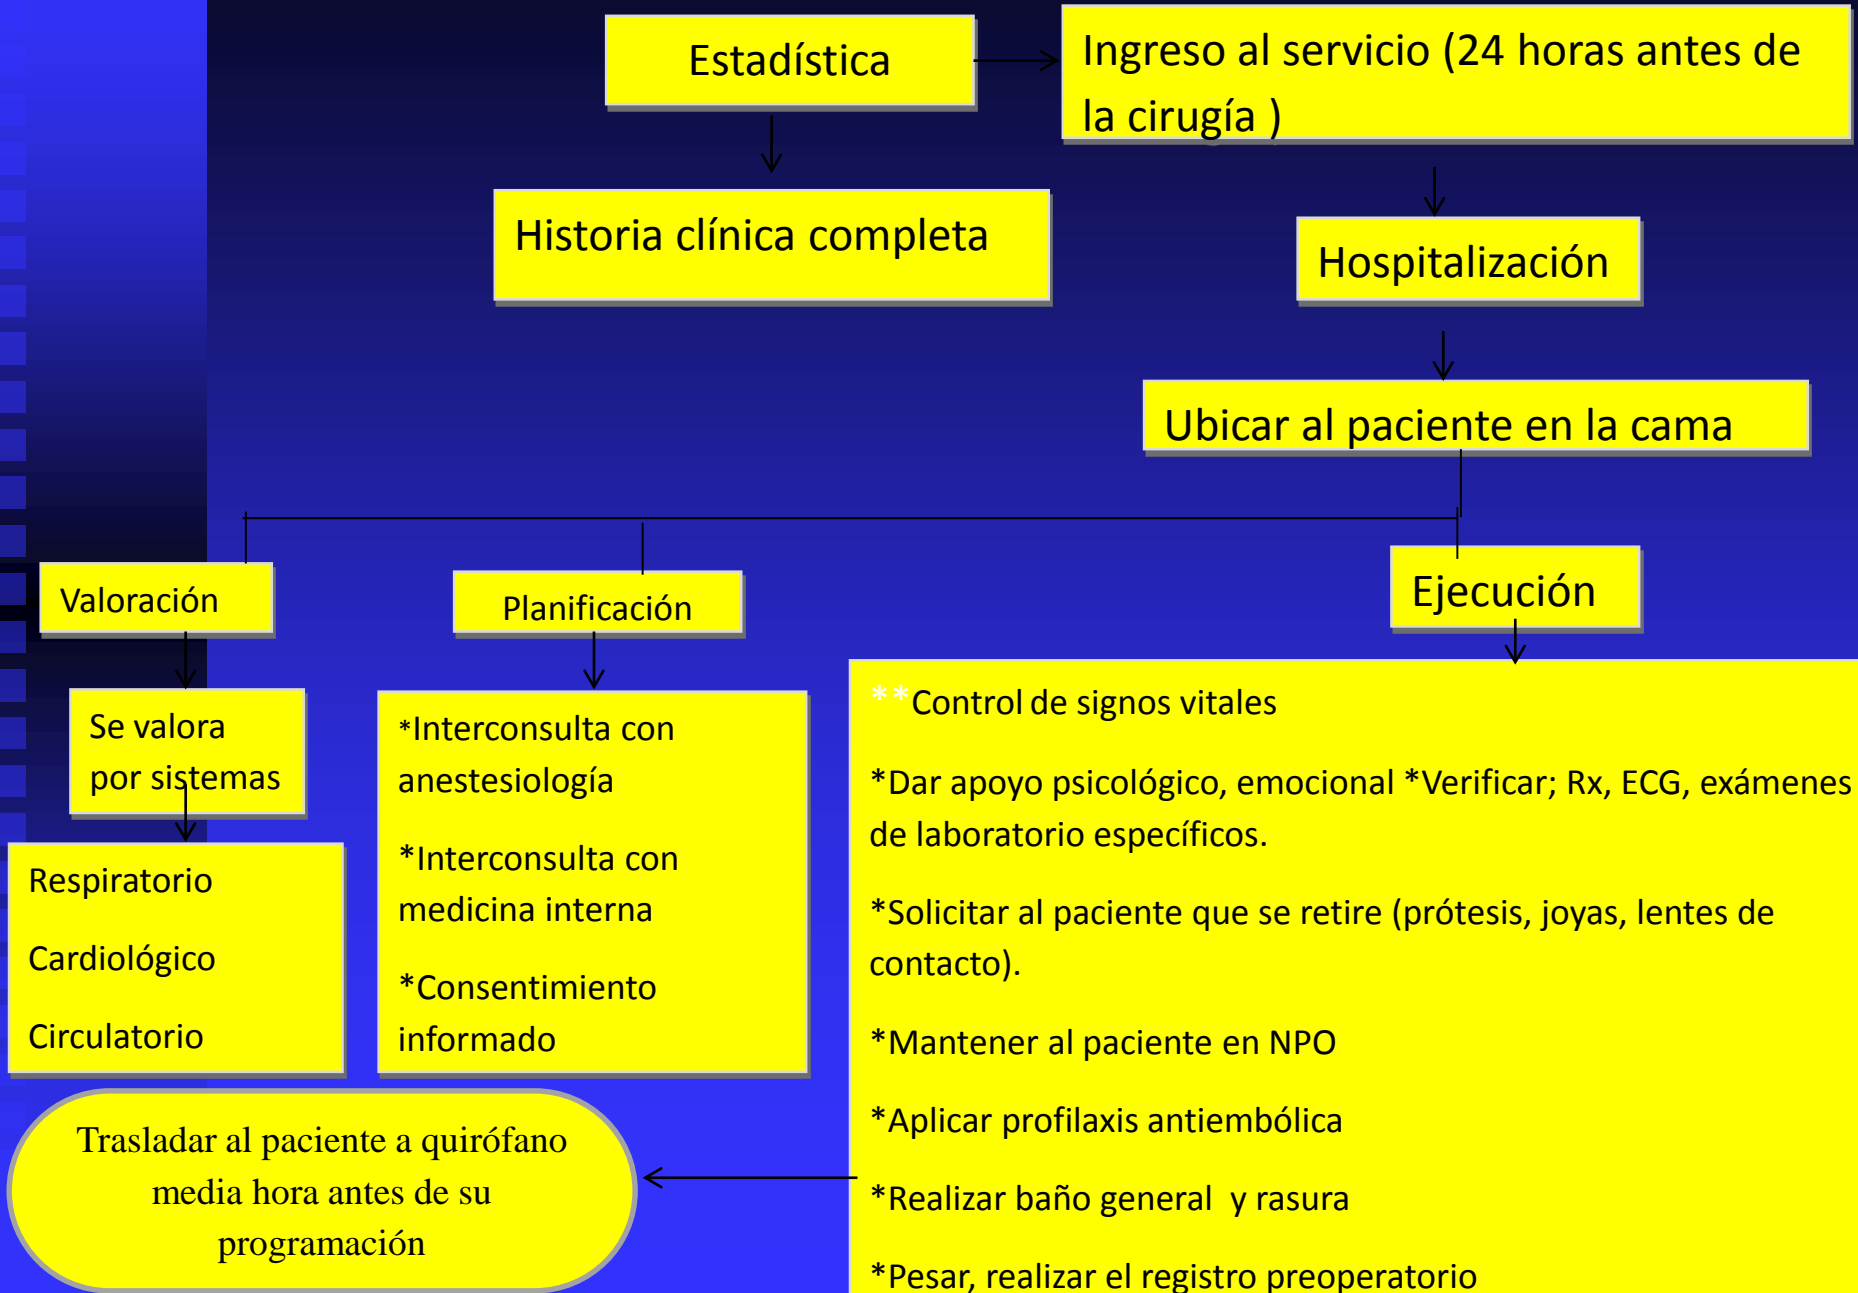 Estadística
Ingreso al servicio (24 horas antes de
la cirugía )
Historia clínica completa
Hospitalización
Ubicar al paciente en la cama
Valoración
Planificación
Ejecución
Se valora
por sistemas
Respiratorio
Cardiológico
Circulatorio
*Interconsulta con
anestesiología
*Interconsulta con
medicina interna
*Consentimiento
informado
**Control de signos vitales
*Dar apoyo psicológico, emocional *Verificar; Rx, ECG, exámenes
de laboratorio específicos.
*Solicitar al paciente que se retire (prótesis, joyas, lentes de
contacto).
*Mantener al paciente en NPO
*Aplicar profilaxis antiembólica
*Realizar baño general y rasura
*Pesar, realizar el registro preoperatorio
Trasladar al paciente a quirófano
media hora antes de su
programación